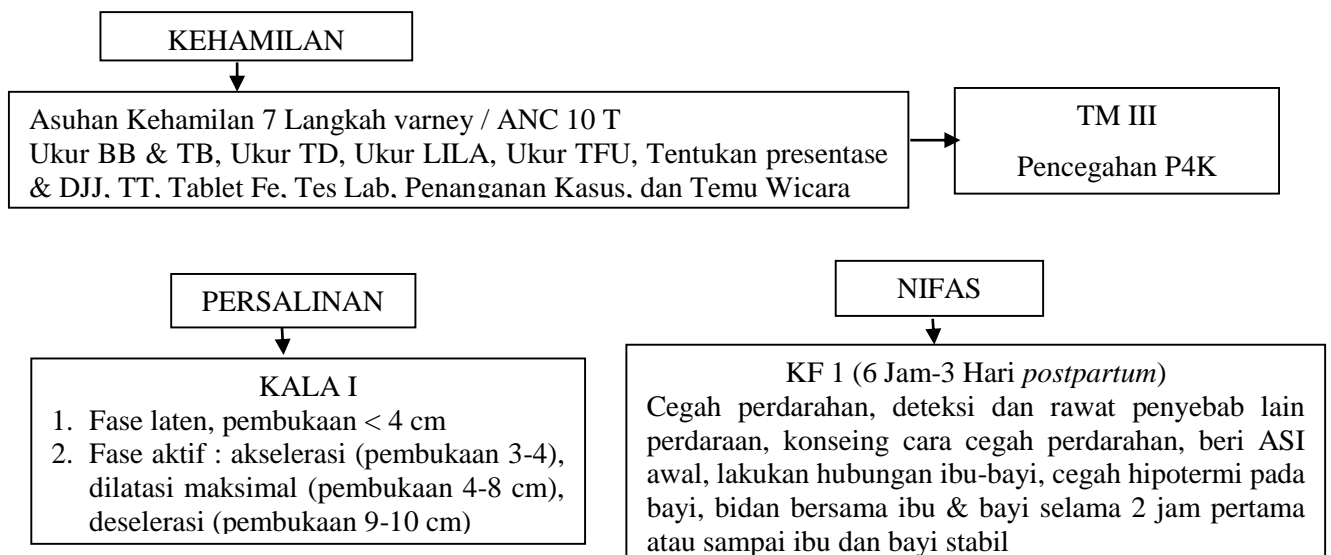 KEHAMILAN
Asuhan Kehamilan 7 Langkah varney / ANC 10 T
Ukur BB & TB, Ukur TD, Ukur LILA, Ukur TFU, Tentukan presentase
& DJJ, TT, Tablet Fe, Tes Lab, Penanganan Kasus, dan Temu Wicara
TM III
Pencegahan P4K
PERSALINAN
KALA I
1. Fase laten, pembukaan < 4 cm
2. Fase aktif : akselerasi (pembukaan 3-4),
dilatasi maksimal (pembukaan 4-8 cm),
deselerasi (pembukaan 9-10 cm)
NIFAS
KF 1 (6 Jam-3 Hari postpartum)
Cegah perdarahan, deteksi dan rawat penyebab lain
perdaraan, konseing cara cegah perdarahan, beri ASI
awal, lakukan hubungan ibu-bayi, cegah hipotermi pada
bayi, bidan bersama ibu & bayi selama 2 jam pertama
atau sampai ibu dan bayi stabil